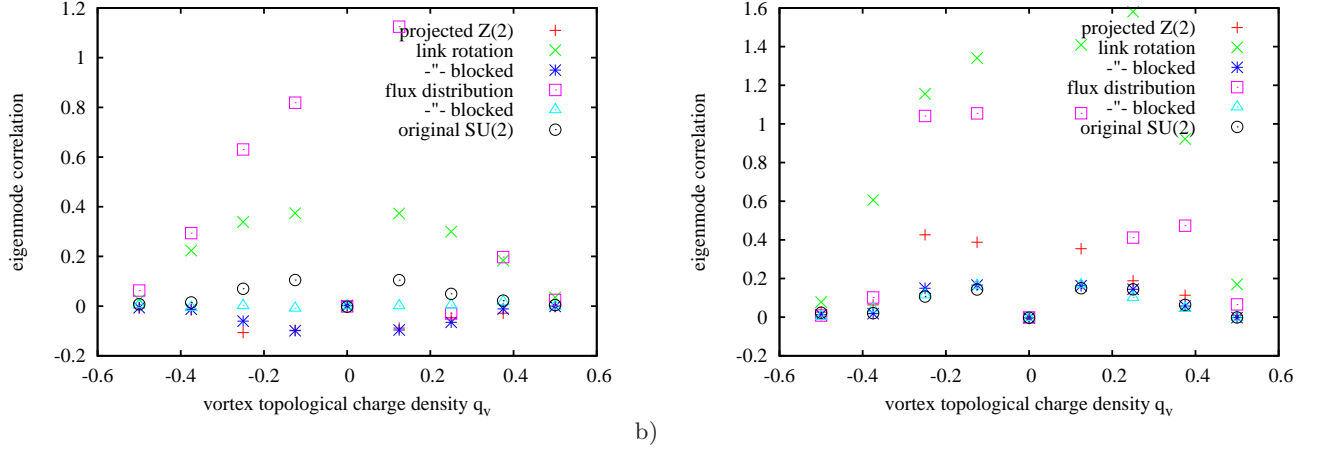 1.2
1
0.8
0.6
0.4
0.2
0
-0.2
-0.6
-0.4
-0.2
0
0.2
0.4
0.6
eigenmode correlation
vortex topological charge density qv
projected Z(2)
link rotation
-"- blocked
flux distribution
-"- blocked
original SU(2)
b)
1.6
1.4
1.2
1
0.8
0.6
0.4
0.2
0
-0.2
-0.6
-0.4
-0.2
0
0.2
0.4
0.6
eigenmode correlation
vortex topological charge density qv
projected Z(2)
link rotation
-"- blocked
flux distribution
-"- blocked
original SU(2)